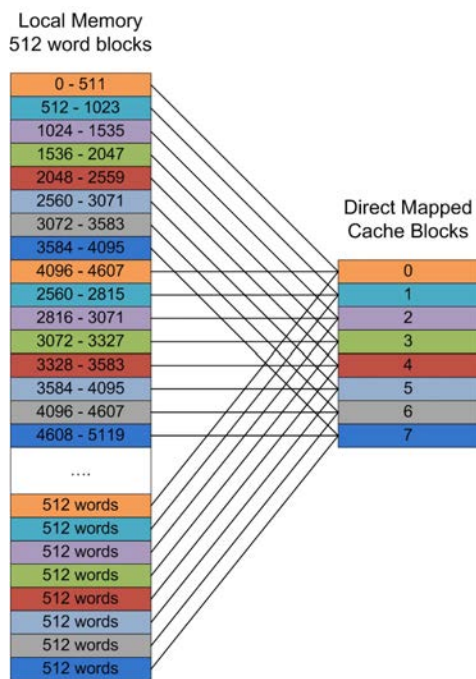 Local Memory
512 word blocks
0 - 511
512 - 1023
1024 - 1535
1536 - 2047
2048 - 2559
2560 - 3071
3072 - 3583
3584 - 4095
4096 - 4607
2560 - 2815
2816 - 3071
3072 - 3327
3328 - 3583
3584 - 4095
4096 - 4607
4608 - 5119
....
512 words
512 words
512 words
512 words
512 words
512 words
512 words
512 words
Direct Mapped
Cache Blocks
0
1
2
3
4
5
6
7